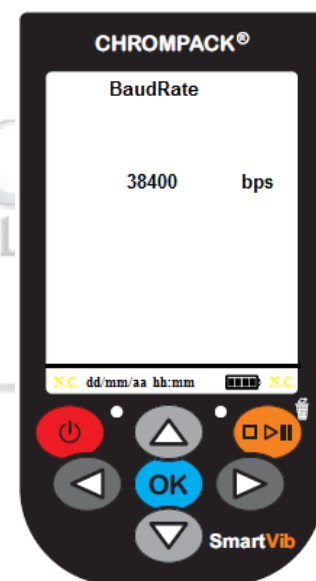 CHROMPACK®
BaudRate
38400 bps
N.C. dd/mm/aa hh:mm N.C.
OK
SmartVib